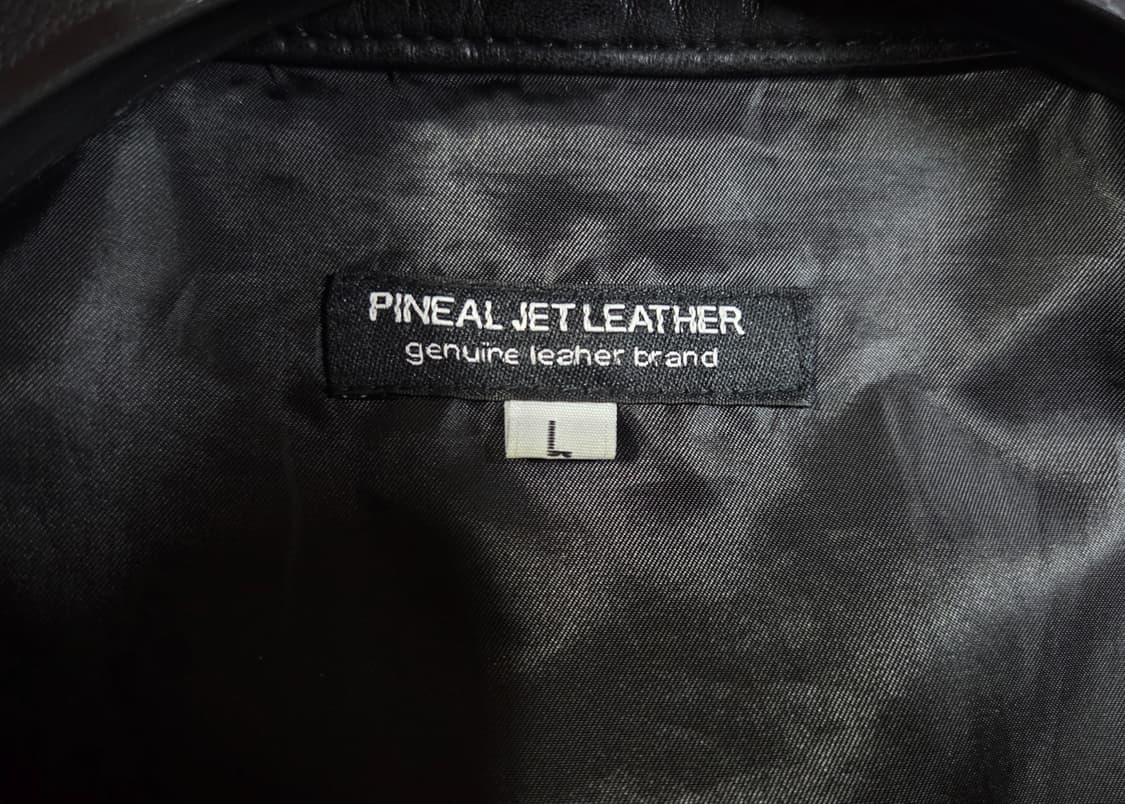 PINEAL JET LEATHER
genuine leaher brand
L